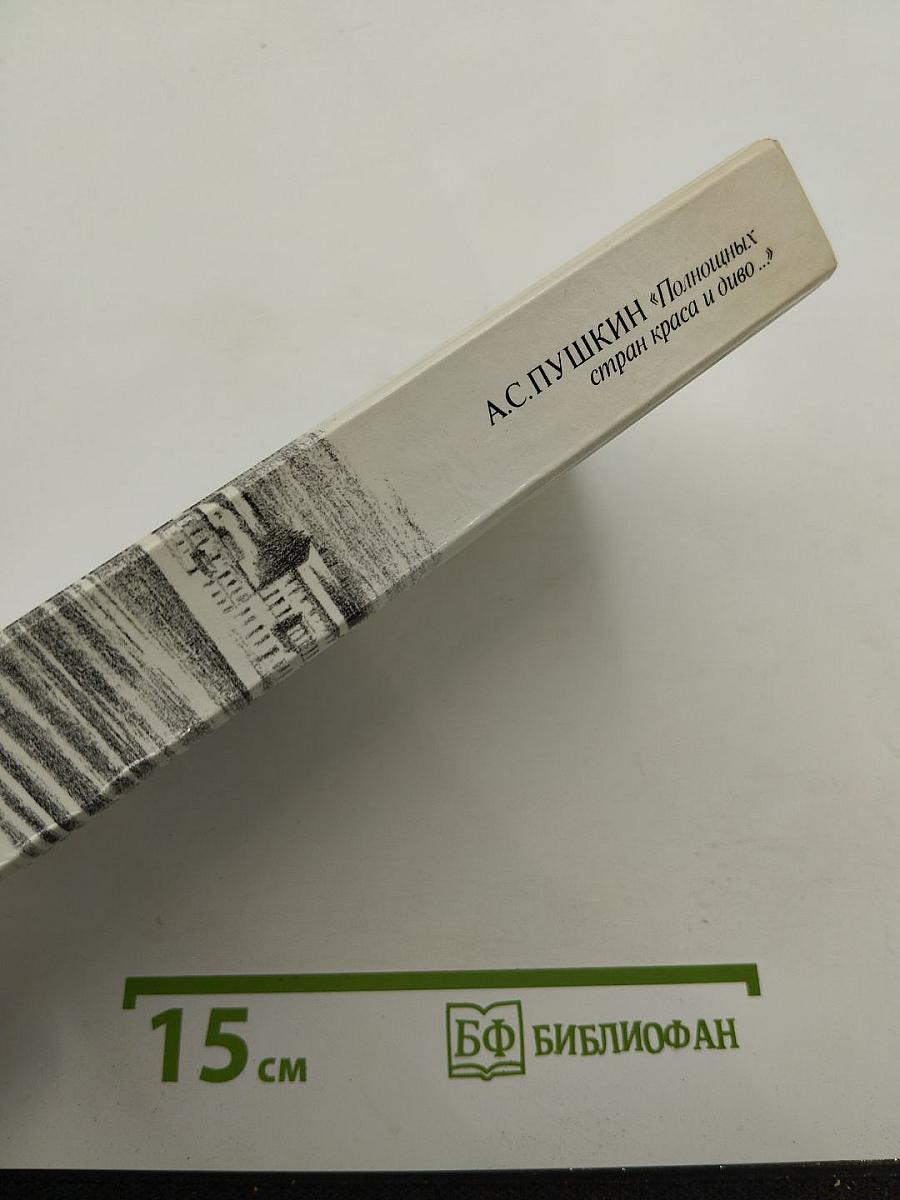 А.С.ПУШКИН «Полнощных
стран краса и диво...»
15 см
БФ БИБЛИОФАН